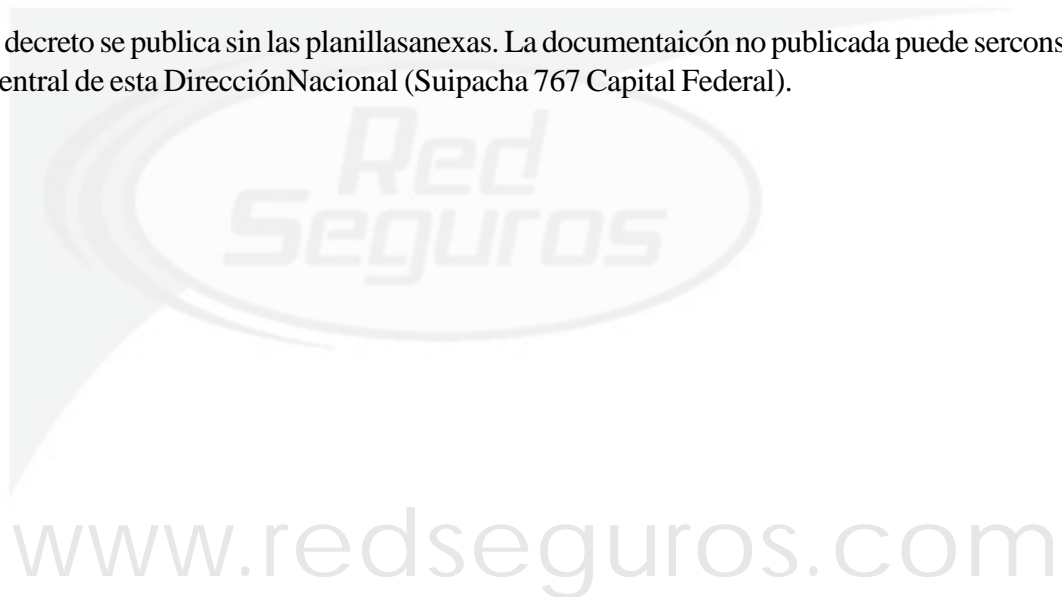 decreto se publica sin las planillasanexas. La documentaicón no publicada puede sercons
entral de esta DirecciónNacional (Suipacha 767 Capital Federal).
Red
Seguros
www.redseguros.com